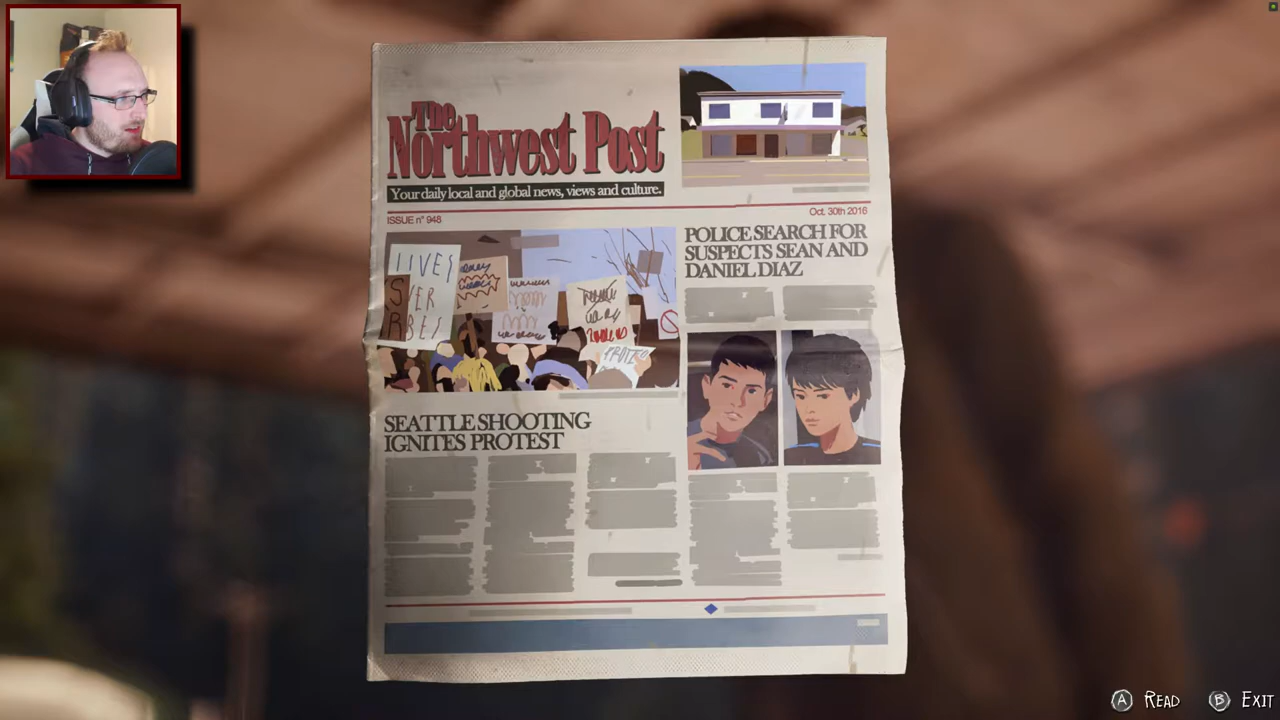 The
Northwest Post
Your daily local and global news, views and culture.
ISSUE n° 948
Oct. 30th 2016
POLICE SEARCH FOR
SUSPECTS SEAN AND
DANIEL DIAZ
LIVES
SEATTLE SHOOTING
IGNITES PROTEST
A READ B EXIT